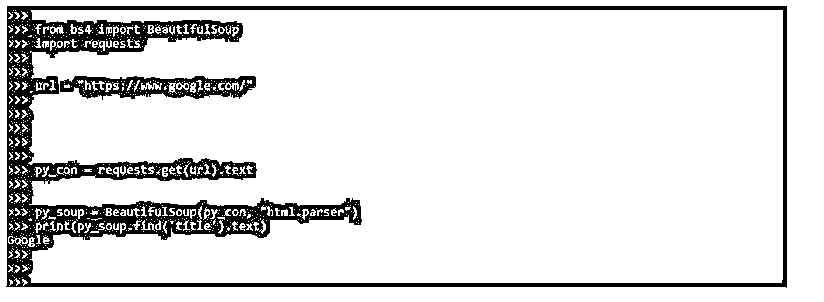 >>>
>>> from bs4 import BeautifulSoup
>>> import requests
>>>
>>>
>>> url = "https://www.google.com/"
>>>
>>>
>>>
>>>
>>>
>>> py_con = requests.get(url).text
>>>
>>>
>>> py_soup = BeautifulSoup(py_con, "html.parser")
>>> print(py_soup.find('title').text)
Google
>>>
>>>
>>>